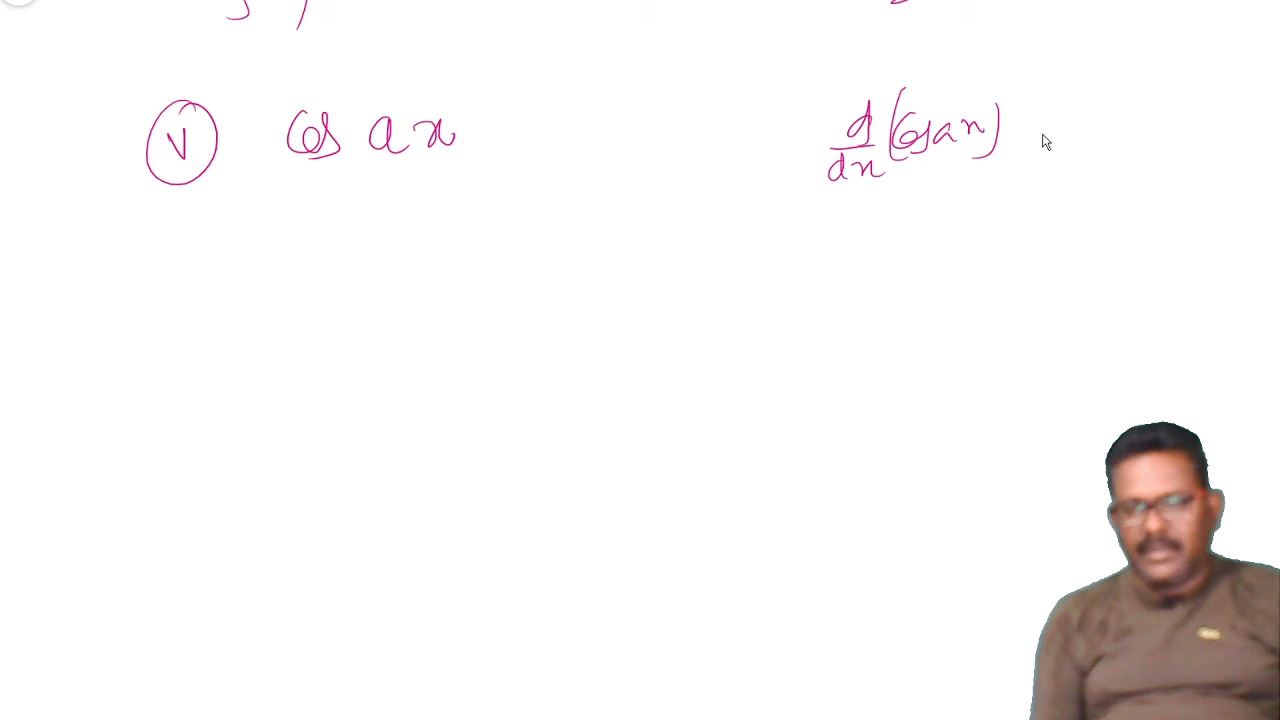 V cos ax d/dx (cos ax)